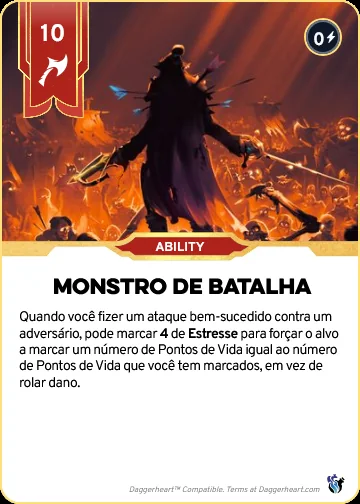 10
0
ABILITY
MONSTRO DE BATALHA
Quando você fizer um ataque bem-sucedido contra um
adversário, pode marcar 4 de Estresse para forçar o alvo
a marcar um número de Pontos de Vida igual ao número
de Pontos de Vida que você tem marcados, em vez de
rolar dano.
Daggerheart™ Compatible. Terms at Daggerheart.com